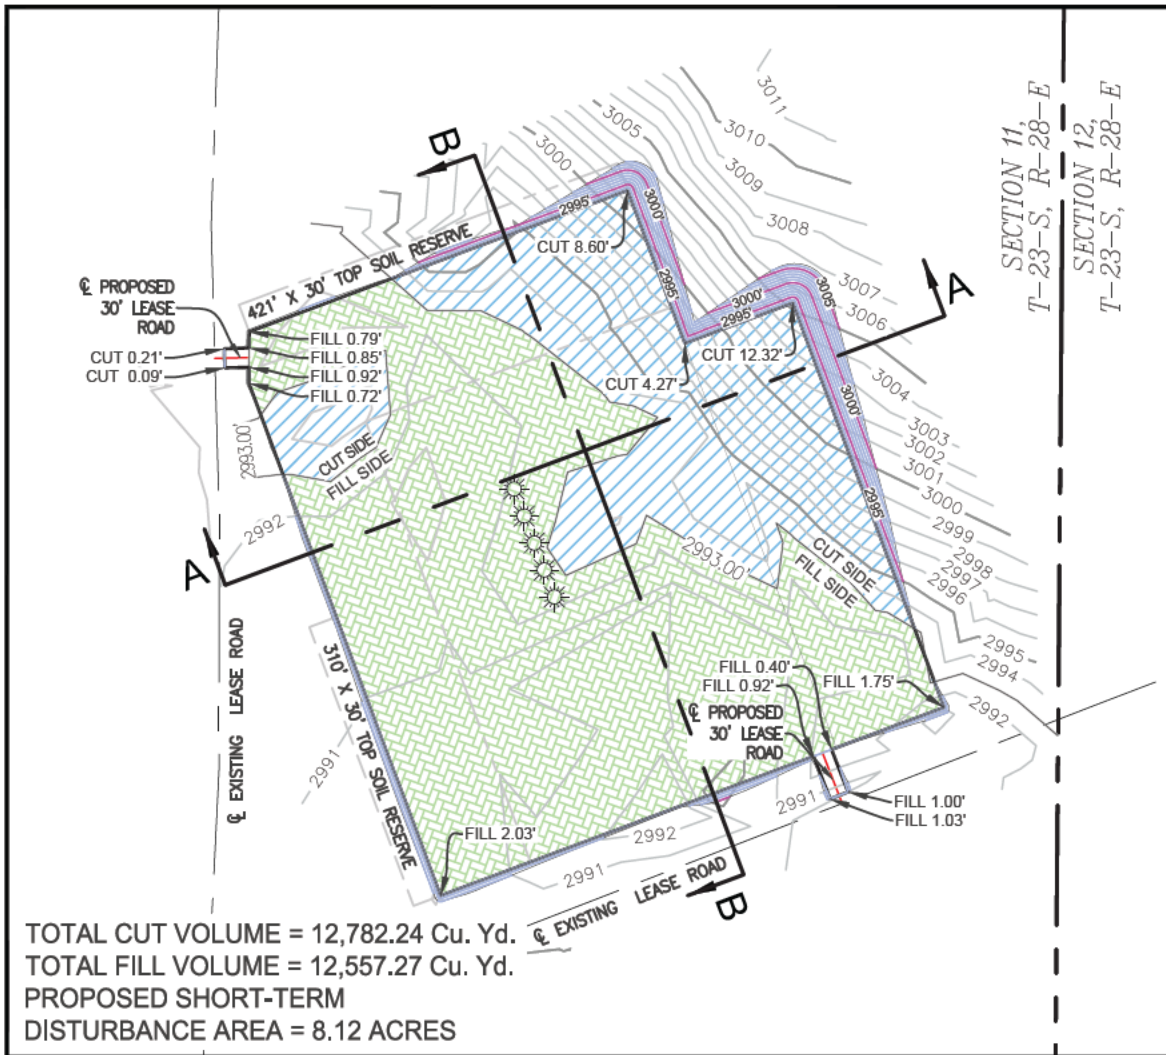 SECTION 11,
T-23-S, R-28-E
SECTION 12,
T-23-S, R-28-E
3011
3010
3009
3008
3007
3006
3005
3004
3003
3002
3001
3000
2999
2998
2997
2996
2995
2994
2992
3000
B
A
2995'
3000'
2995'
3000'
2995'
3005'
3000'
2995'
CUT 8.60'
CUT 12.32'
CUT 4.27'
421' X 30' TOP SOIL RESERVE
℄ PROPOSED
30' LEASE
ROAD
CUT 0.21'
CUT 0.09'
FILL 0.79'
FILL 0.85'
FILL 0.92'
FILL 0.72'
2993.00'
CUT SIDE
FILL SIDE
2992
A
2993.00'
CUT SIDE
FILL SIDE
℄ EXISTING LEASE ROAD
310' X 30' TOP SOIL RESERVE
2991
FILL 0.40'
FILL 0.92'
FILL 1.75'
℄ PROPOSED
30' LEASE
ROAD
2991
FILL 1.00'
FILL 1.03'
FILL 2.03'
2992
2991
℄ EXISTING LEASE ROAD
B
TOTAL CUT VOLUME = 12,782.24 Cu. Yd.
TOTAL FILL VOLUME = 12,557.27 Cu. Yd.
PROPOSED SHORT-TERM
DISTURBANCE AREA = 8.12 ACRES